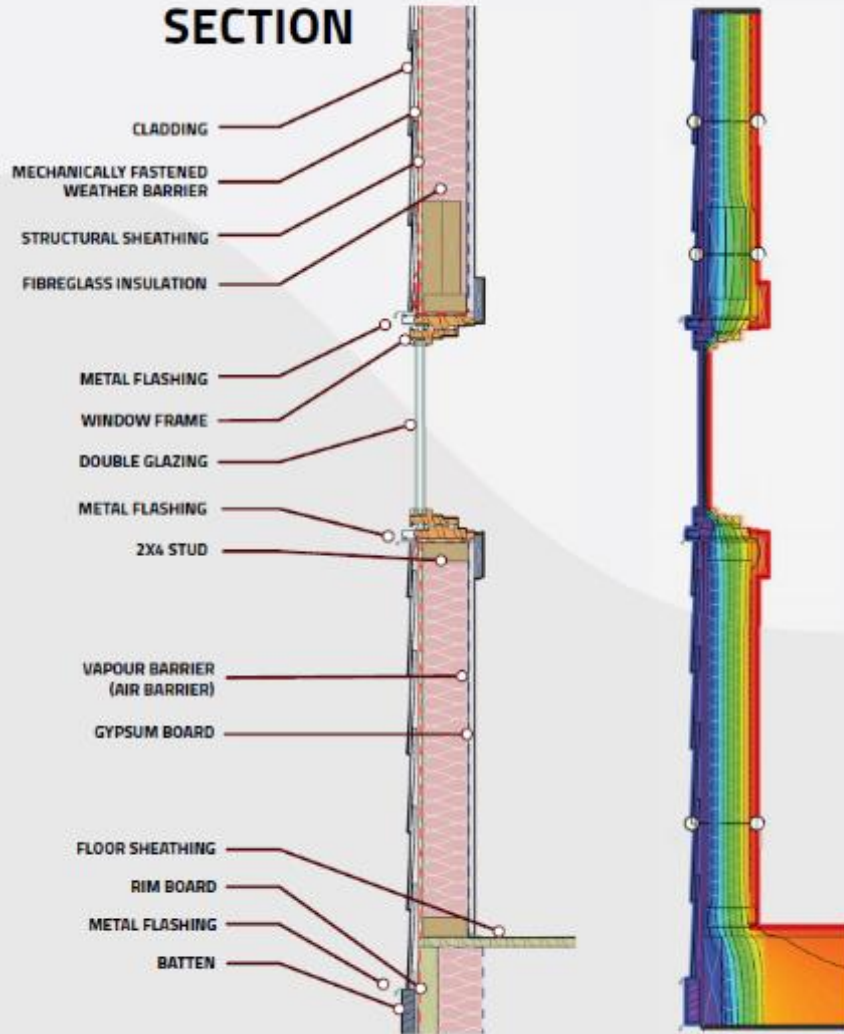 SECTION
CLADDING
MECHANICALLY FASTENED
WEATHER BARRIER
STRUCTURAL SHEATHING
FIBREGLASS INSULATION
METAL FLASHING
WINDOW FRAME
DOUBLE GLAZING
METAL FLASHING
2X4 STUD
VAPOUR BARRIER
(AIR BARRIER)
GYPSUM BOARD
FLOOR SHEATHING
RIM BOARD
METAL FLASHING
BATTEN